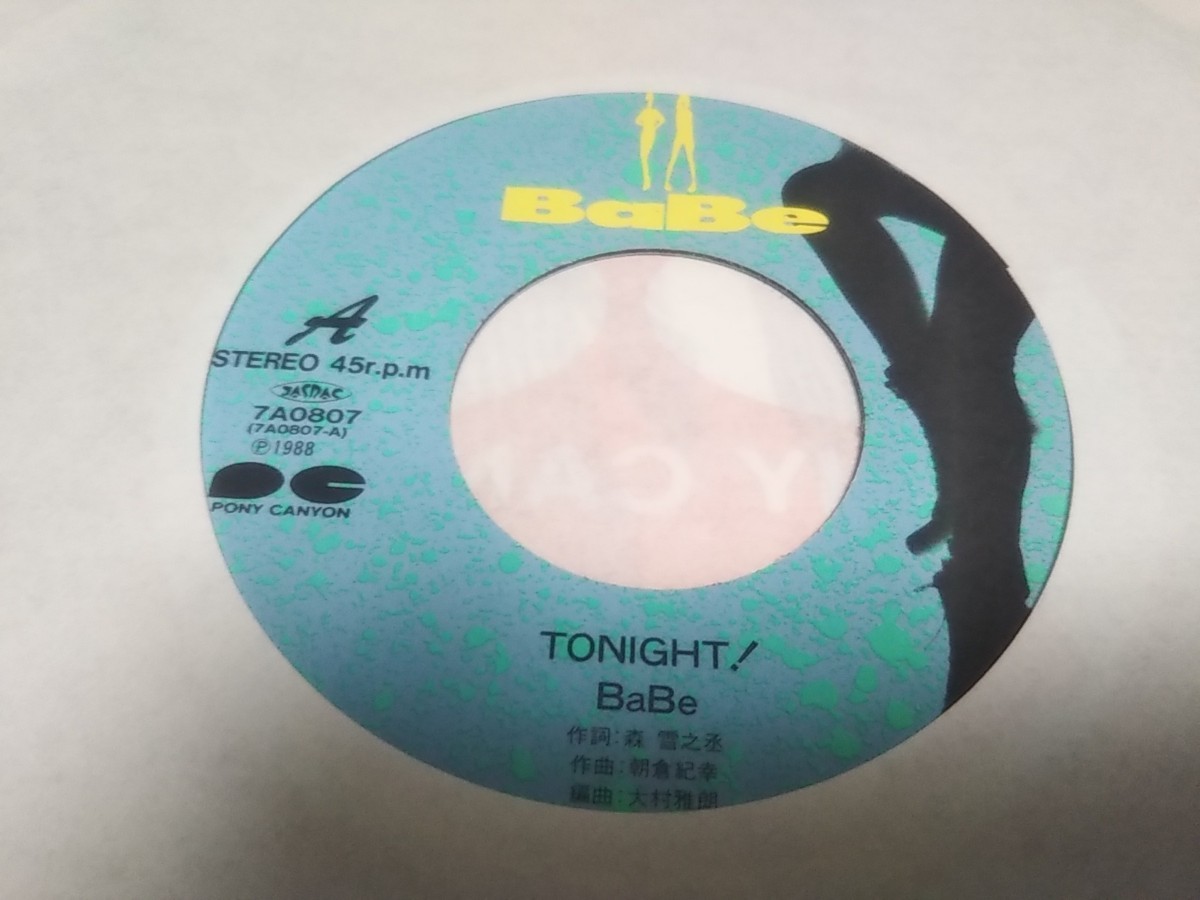 BaBe
A
STEREO 45r.p.m
JASRAC
7A0807
(7A0807-A)
Ⓟ1988
PC
PONY CANYON
TONIGHT!
BaBe
作詞:森 雪之丞
作曲:朝倉紀幸
編曲:大村雅朗